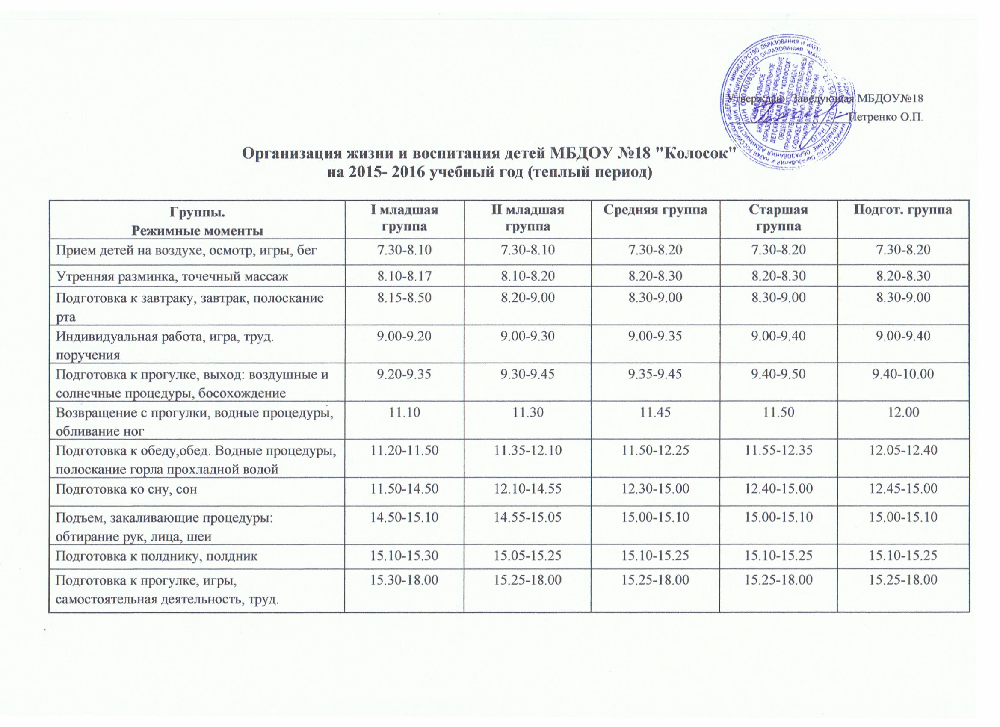 Утверждаю: Заведующая МБДОУ№18
Петренко О.П.
Организация жизни и воспитания детей МБДОУ №18 "Колосок"
на 2015- 2016 учебный год (теплый период)
Группы. Режимные моменты I младшая группа II младшая группа Средняя группа Старшая группа Подгот. группа
Прием детей на воздухе, осмотр, игры, бег 7.30-8.10 7.30-8.10 7.30-8.20 7.30-8.20 7.30-8.20
Утренняя разминка, точечный массаж 8.10-8.17 8.10-8.20 8.20-8.30 8.20-8.30 8.20-8.30
Подготовка к завтраку, завтрак, полоскание 8.15-8.50 8.20-9.00 8.30-9.00 8.30-9.00 8.30-9.00
рта
Индивидуальная работа, игра, труд. 9.00-9.20 9.00-9.30 9.00-9.35 9.00-9.40 9.00-9.40
поручения
Подготовка к прогулке, выход: воздушные и 9.20-9.35 9.30-9.45 9.35-9.45 9.40-9.50 9.40-10.00
солнечные процедуры, босохождение
Возвращение с прогулки, водные процедуры, 11.10 11.30 11.45 11.50 12.00
обливание ног
Подготовка к обеду,обед. Водные процедуры, 11.20-11.50 11.35-12.10 11.50-12.25 11.55-12.35 12.05-12.40
полоскание горла прохладной водой
Подготовка ко сну, сон 11.50-14.50 12.10-14.55 12.30-15.00 12.40-15.00 12.45-15.00
Подъем, закаливающие процедуры: 14.50-15.10 14.55-15.05 15.00-15.10 15.00-15.10 15.00-15.10
обтирание рук, лица, шеи
Подготовка к полднику, полдник 15.10-15.30 15.05-15.25 15.10-15.25 15.10-15.25 15.10-15.25
Подготовка к прогулке, игры, 15.30-18.00 15.25-18.00 15.25-18.00 15.25-18.00 15.25-18.00
самостоятельная деятельность, труд.